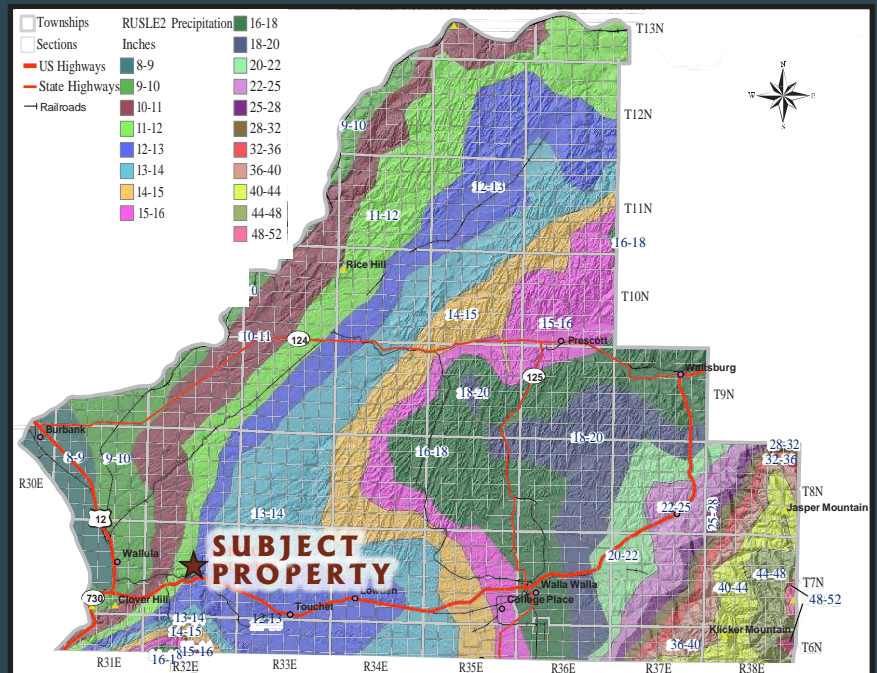 Townships
Sections
US Highways
State Highways
Railroads
RUSLE2 Precipitation
Inches
8-9
9-10
10-11
11-12
12-13
13-14
14-15
15-16
16-18
18-20
20-22
22-25
25-28
28-32
32-36
36-40
40-44
44-48
48-52
N
W E
S
T13N
9-10
T12N
12-13
11-12
T11N
16-18
Rice Hill
0
T10N
14-15
15-16
10-11
124
Prescott
125
Waitsburg
18-20
T9N
Burbank
8-9
9-10
16-18
18-20
28-32
32-36
R30E
T8N
22-25
25-28
Jasper Mountain
12
13-14
SUBJECT
PROPERTY
20-22
Wallula
44-48
T7N
40-44
48-52
730
Clover Hill
Walla Walla
Lowden
College Place
Touchet
12-13
13-14
14-15
15-16
16-18
Klicker Mountain
36-40
T6N
R31E
R32E
R33E
R34E
R35E
R36E
R37E
R38E